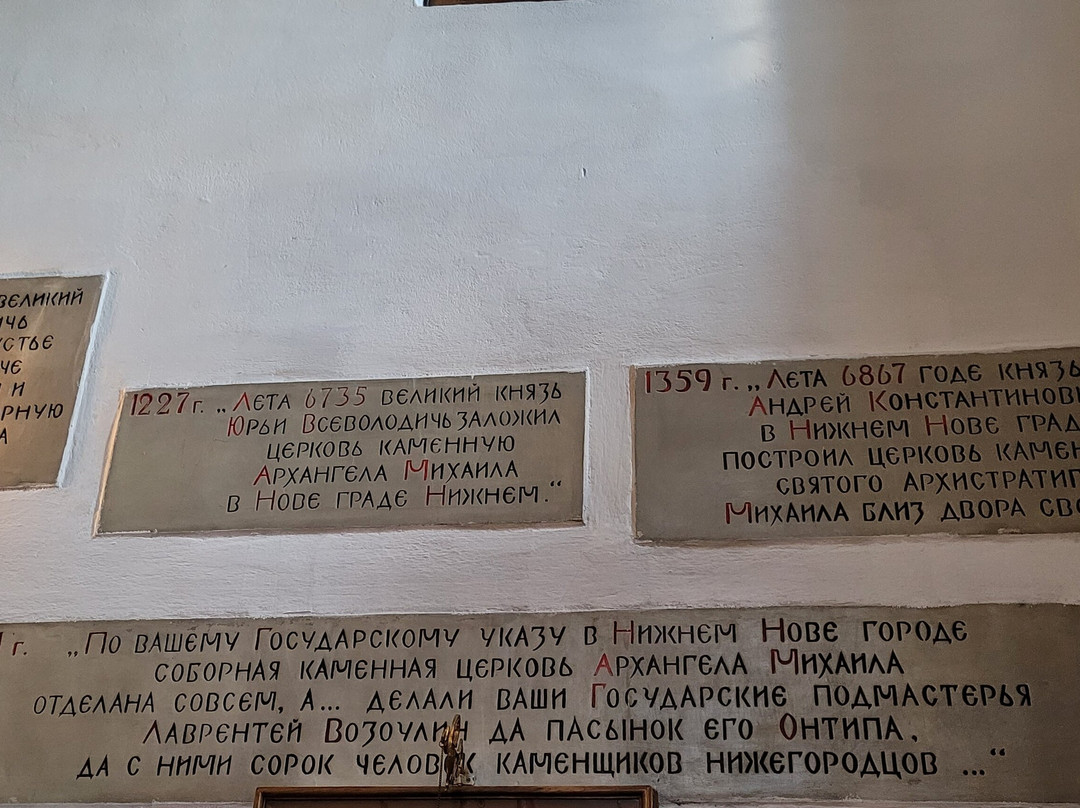 ВЕЛИКИЙ
И
1227 г. „ЛЕТА 6735 ВЕЛИКИЙ КНЯЗЬ
ЮРЬИ ВСЕВОЛОДИЧЬ ЗАЛОЖИЛ
ЦЕРКОВЬ КАМЕННУЮ
АРХАНГЕЛА МИХАИЛА
В НОВЕ ГРАДЕ НИЖНЕМ.“
1359 г. „ЛЕТА 6867 ГОДЕ КНЯЗЬ
АНДРЕЙ КОНСТАНТИНОВ
В НИЖНЕМ НОВЕ ГРАД
ПОСТРОИЛ ЦЕРКОВЬ КАМЕН
СВЯТОГО АРХИСТРАТИГ
МИХАИЛА БЛИЗ ДВОРА СВО
г. „ПО ВАШЕМУ ГОСУДАРСКОМУ УКАЗУ В НИЖНЕМ НОВЕ ГОРОДЕ
СОБОРНАЯ КАМЕННАЯ ЦЕРКОВЬ АРХАНГЕЛА МИХАИЛА
ОТДЕЛАНА СОВСЕМ, А... ДЕЛАЛИ ВАШИ ГОСУДАРСКИЕ ПОДМАСТЕРЬЯ
ЛАВРЕНТЕЙ ВОЗОУЛИН ДА ПАСЫНОК ЕГО ОНТИПА,
ДА С НИМИ СОРОК ЧЕЛОВЕК КАМЕНЩИКОВ НИЖЕГОРОДЦОВ ...“